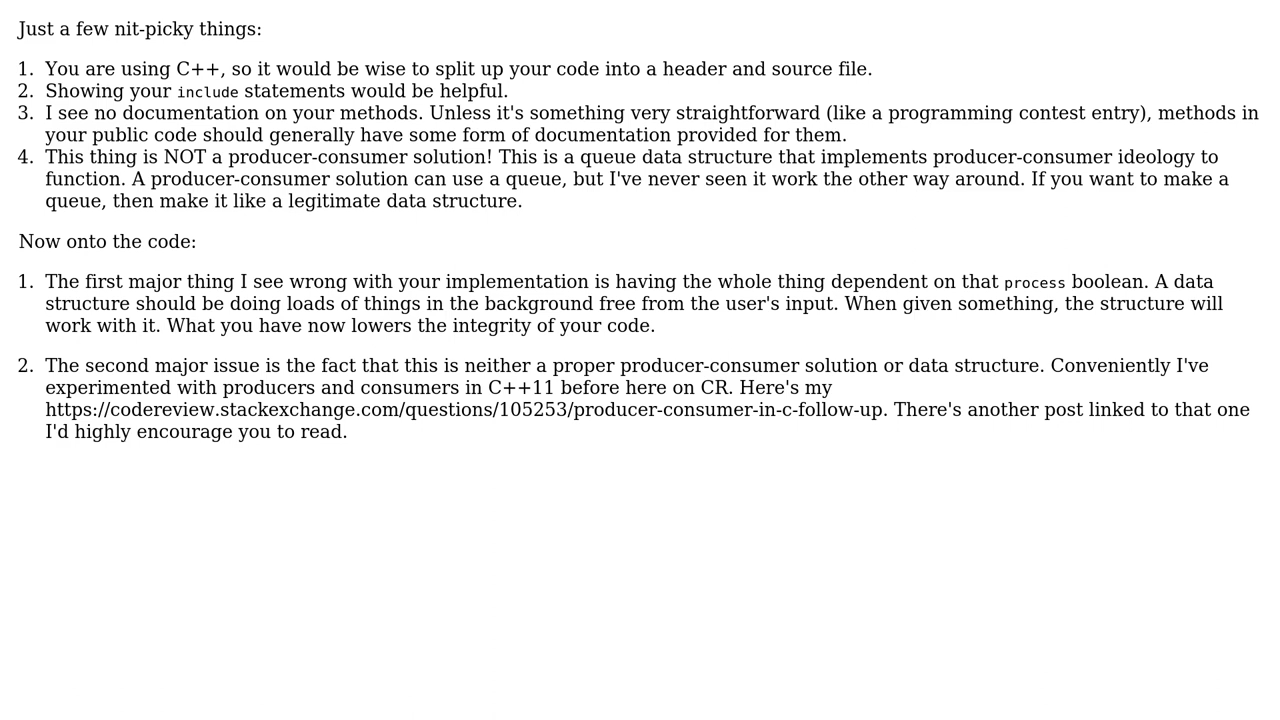 Just a few nit-picky things:
1. You are using C++, so it would be wise to split up your code into a header and source file.
2. Showing your include statements would be helpful.
3. I see no documentation on your methods. Unless it's something very straightforward (like a programming contest entry), methods in
your public code should generally have some form of documentation provided for them.
4. This thing is NOT a producer-consumer solution! This is a queue data structure that implements producer-consumer ideology to
function. A producer-consumer solution can use a queue, but I've never seen it work the other way around. If you want to make a
queue, then make it like a legitimate data structure.
Now onto the code:
1. The first major thing I see wrong with your implementation is having the whole thing dependent on that process boolean. A data
structure should be doing loads of things in the background free from the user's input. When given something, the structure will
work with it. What you have now lowers the integrity of your code.
2. The second major issue is the fact that this is neither a proper producer-consumer solution or data structure. Conveniently I've
experimented with producers and consumers in C++11 before here on CR. Here's my
https://codereview.stackexchange.com/questions/105253/producer-consumer-in-c-follow-up. There's another post linked to that one
I'd highly encourage you to read.